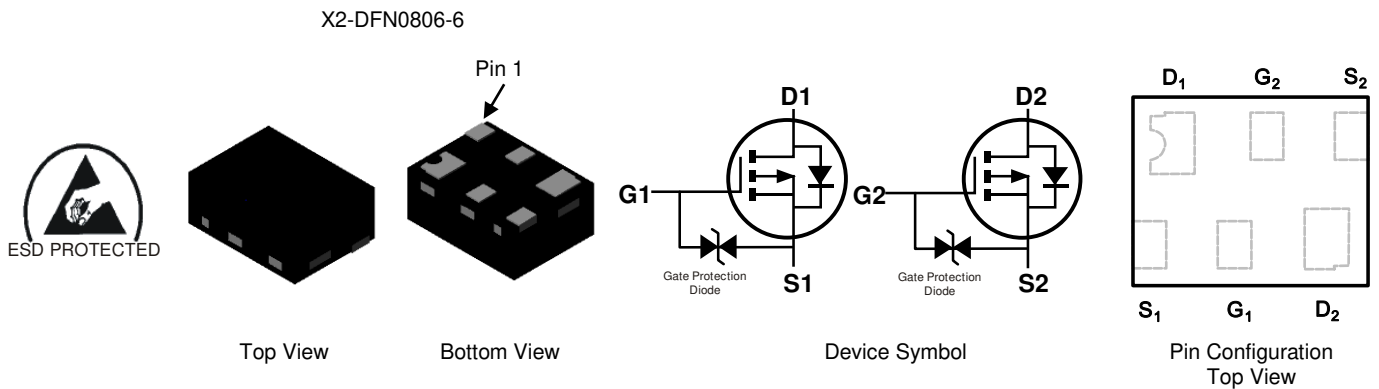 X2-DFN0806-6
Pin 1
ESD PROTECTED
Top View
Bottom View
D1
G1
Gate Protection
Diode
S1
D2
G2
Gate Protection
Diode
S2
Device Symbol
D₁ G₂ S₂
S₁ G₁ D₂
Pin Configuration
Top View